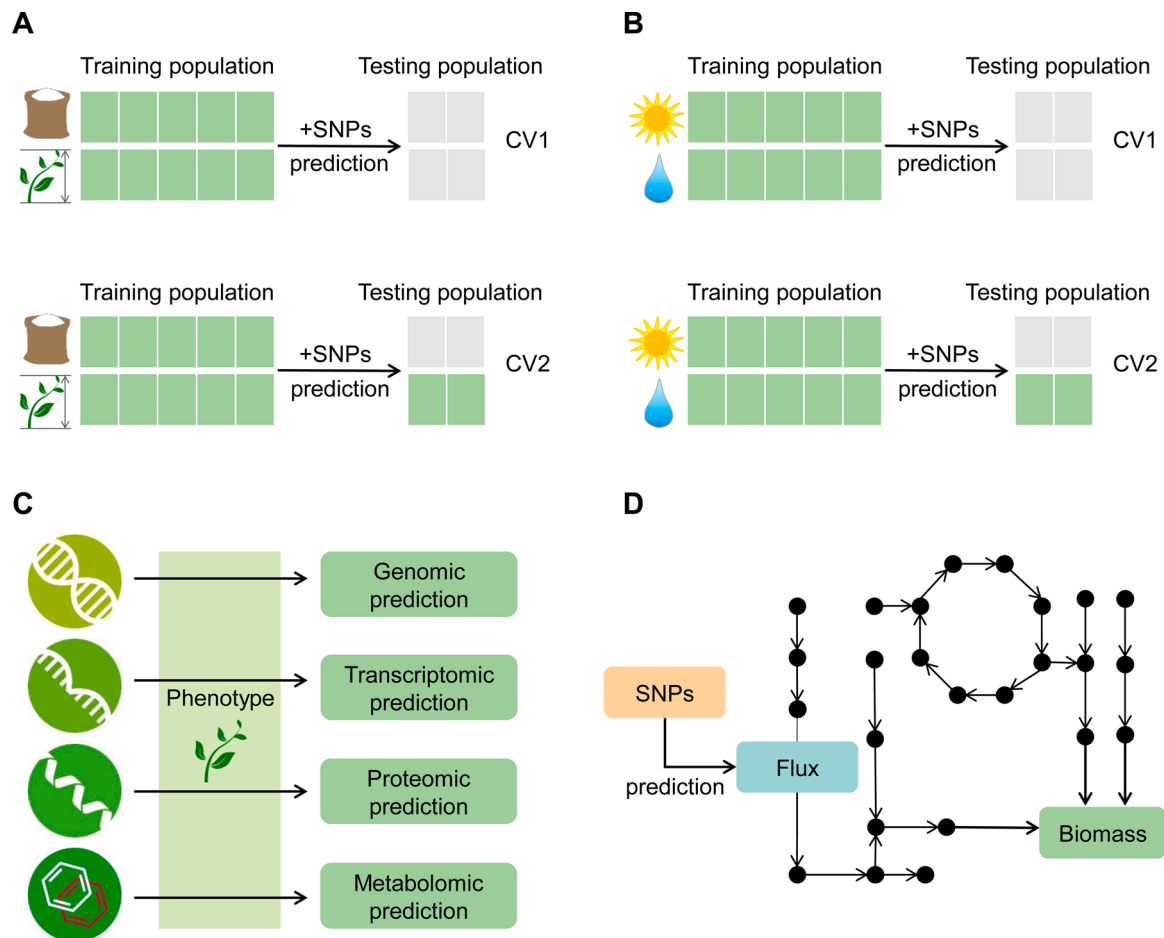 A
Training population
Testing population
+SNPs
prediction
CV1
Training population
Testing population
+SNPs
prediction
CV2
B
Training population
Testing population
+SNPs
prediction
CV1
Training population
Testing population
+SNPs
prediction
CV2
C
Phenotype
Genomic
prediction
Transcriptomic
prediction
Proteomic
prediction
Metabolomic
prediction
D
SNPs
prediction
Flux
Biomass